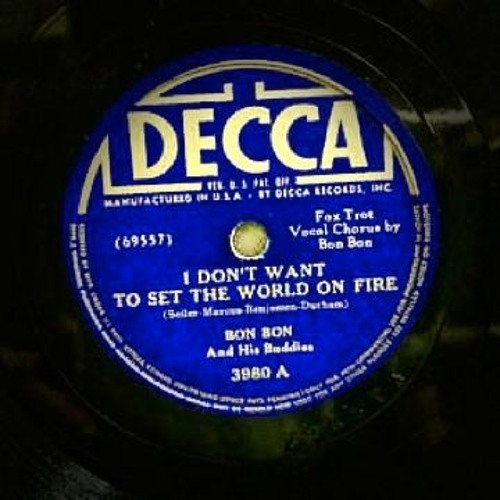 DECCA
REG. U.S. PAT. OFF.
MANUFACTURED IN U.S.A. BY DECCA RECORDS, INC.
(69557)
Fox Trot
Vocal Chorus by
Bon Bon
I DON'T WANT
TO SET THE WORLD ON FIRE
(Seiler-Marcus-Benjemen-Durham)
BON BON
And His Buddies
3980 A